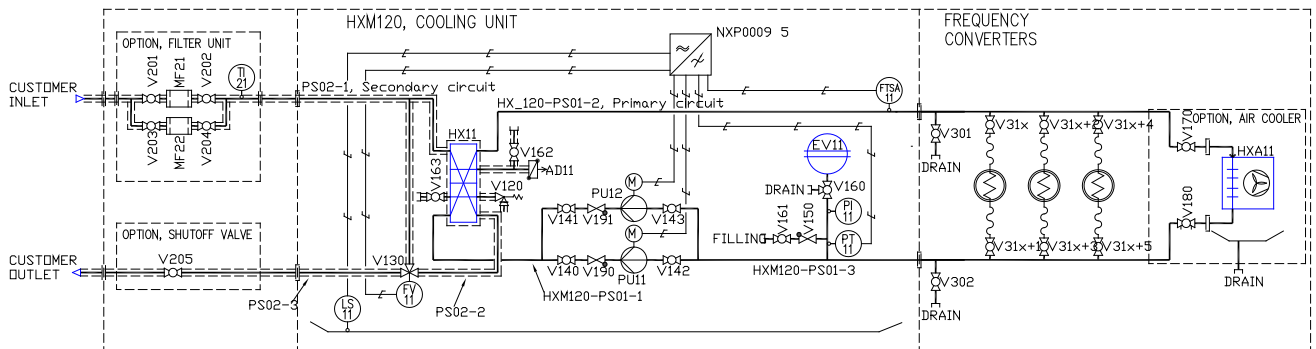 HXM120, COOLING UNIT
FREQUENCY
CONVERTERS
OPTION, FILTER UNIT
NXP0009 5
V201
MF21
V202
TI
21
CUSTOMER
INLET
PS02-1, Secondary circuit
HX_120-PS01-2, Primary circuit
FTSA
11
V203
MF22
V204
HX11
V162
V163
AD11
V120
EV11
V301
DRAIN
V31x
V31x+2
V31x+4
V170
OPTION, AIR COOLER
HXA11
M
PU12
DRAIN
V160
PI
11
V141
V191
V143
V161
V150
V180
OPTION, SHUTOFF VALVE
M
FILLING
PT
11
V31x+1
V31x+3
V31x+5
CUSTOMER
OUTLET
V205
V130
V140
V190
PU11
V142
HXM120-PS01-3
FV
11
LS
11
PS02-3
PS02-2
HXM120-PS01-1
V302
DRAIN
DRAIN